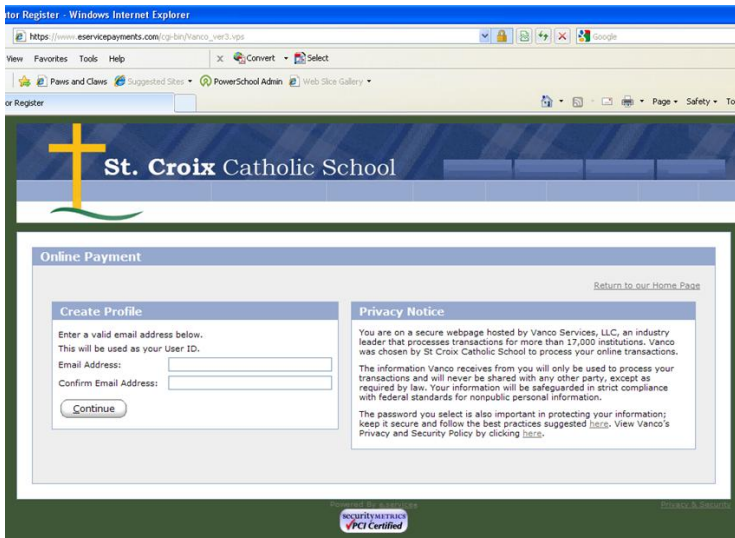 tor Register - Windows Internet Explorer
https://www.eservicepayments.com/cgi-bin/Vanco_ver3.vps
Google
View Favorites Tools Help x Convert Select
Paws and Claws Suggested Sites PowerSchool Admin Web Slice Gallery
or Register
Page Safety To
St. Croix Catholic School
Online Payment
Return to our Home Page
Create Profile
Enter a valid email address below.
This will be used as your User ID.
Email Address:
Confirm Email Address:
Continue
Privacy Notice
You are on a secure webpage hosted by Vanco Services, LLC, an industry
leader that processes transactions for more than 17,000 institutions. Vanco
was chosen by St Croix Catholic School to process your online transactions.
The information Vanco receives from you will only be used to process your
transactions and will never be shared with any other party, except as
required by law. Your information will be safeguarded in strict compliance
with federal standards for nonpublic personal information.
The password you select is also important in protecting your information;
keep it secure and follow the best practices suggested here. View Vanco's
Privacy and Security Policy by clicking here.
Powered By e.services
Privacy & Security
securityMETRICS
PCI Certified